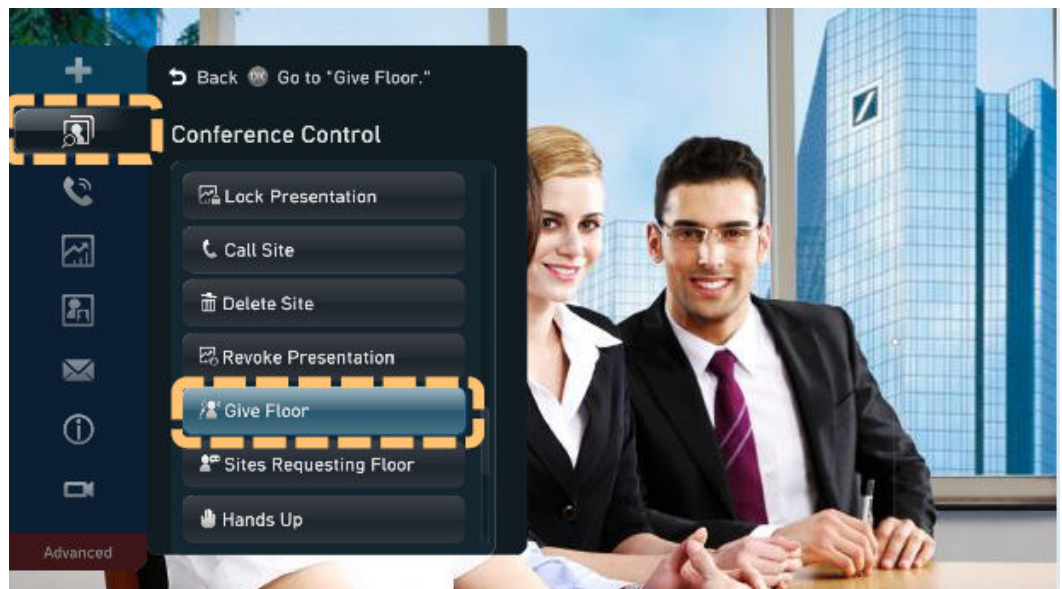 Back OK Go to "Give Floor."
Conference Control
Lock Presentation
Call Site
Delete Site
Revoke Presentation
Give Floor
Sites Requesting Floor
Hands Up
Advanced